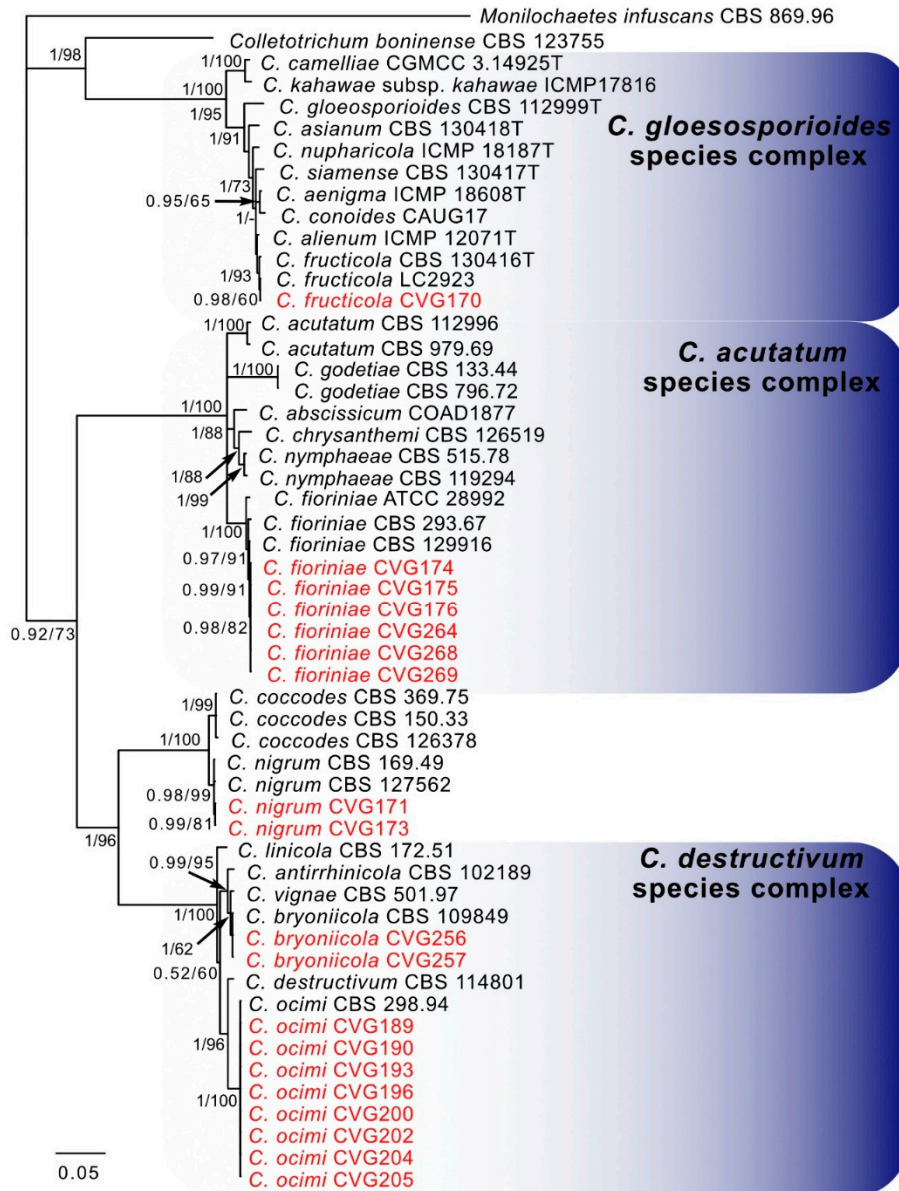 Monilochaetes infuscans CBS 869.96
Colletotrichum boninense CBS 123755
1/98
1/100
C. camelliae CGMCC 3.14925T
C. kahawae subsp. kahawae ICMP17816
1/100
1/95
C. gloeosporioides CBS 112999T
1/91
C. asianum CBS 130418T
C. nupharicola ICMP 18187T
C. siamense CBS 130417T
1/73
0.95/65
C. aenigma ICMP 18608T
C. conoides CAUG17
1/-
C. alienum ICMP 12071T
C. fructicola CBS 130416T
1/93
C. fructicola LC2923
0.98/60
C. fructicola CVG170
C. gloesosporioides
species complex
1/100
C. acutatum CBS 112996
C. acutatum CBS 979.69
1/100
C. godetiae CBS 133.44
C. godetiae CBS 796.72
1/100
C. abscissicum COAD1877
1/88
C. chrysanthemi CBS 126519
C. nymphaeae CBS 515.78
1/88
C. nymphaeae CBS 119294
1/99
C. fioriniae ATCC 28992
1/100
C. fioriniae CBS 293.67
C. fioriniae CBS 129916
0.97/91
C. fioriniae CVG174
0.99/91
C. fioriniae CVG175
C. fioriniae CVG176
0.98/82
C. fioriniae CVG264
C. fioriniae CVG268
C. fioriniae CVG269
C. acutatum
species complex
0.92/73
1/99
C. coccodes CBS 369.75
C. coccodes CBS 150.33
1/100
C. coccodes CBS 126378
C. nigrum CBS 169.49
0.98/99
C. nigrum CBS 127562
C. nigrum CVG171
0.99/81
C. nigrum CVG173
1/96
C. linicola CBS 172.51
0.99/95
C. antirrhinicola CBS 102189
C. vignae CBS 501.97
1/100
C. bryoniicola CBS 109849
1/62
C. bryoniicola CVG256
C. bryoniicola CVG257
0.52/60
C. destructivum CBS 114801
C. ocimi CBS 298.94
C. ocimi CVG189
1/96
C. ocimi CVG190
C. ocimi CVG193
C. ocimi CVG196
1/100
C. ocimi CVG200
C. ocimi CVG202
C. ocimi CVG204
C. ocimi CVG205
C. destructivum
species complex
0.05